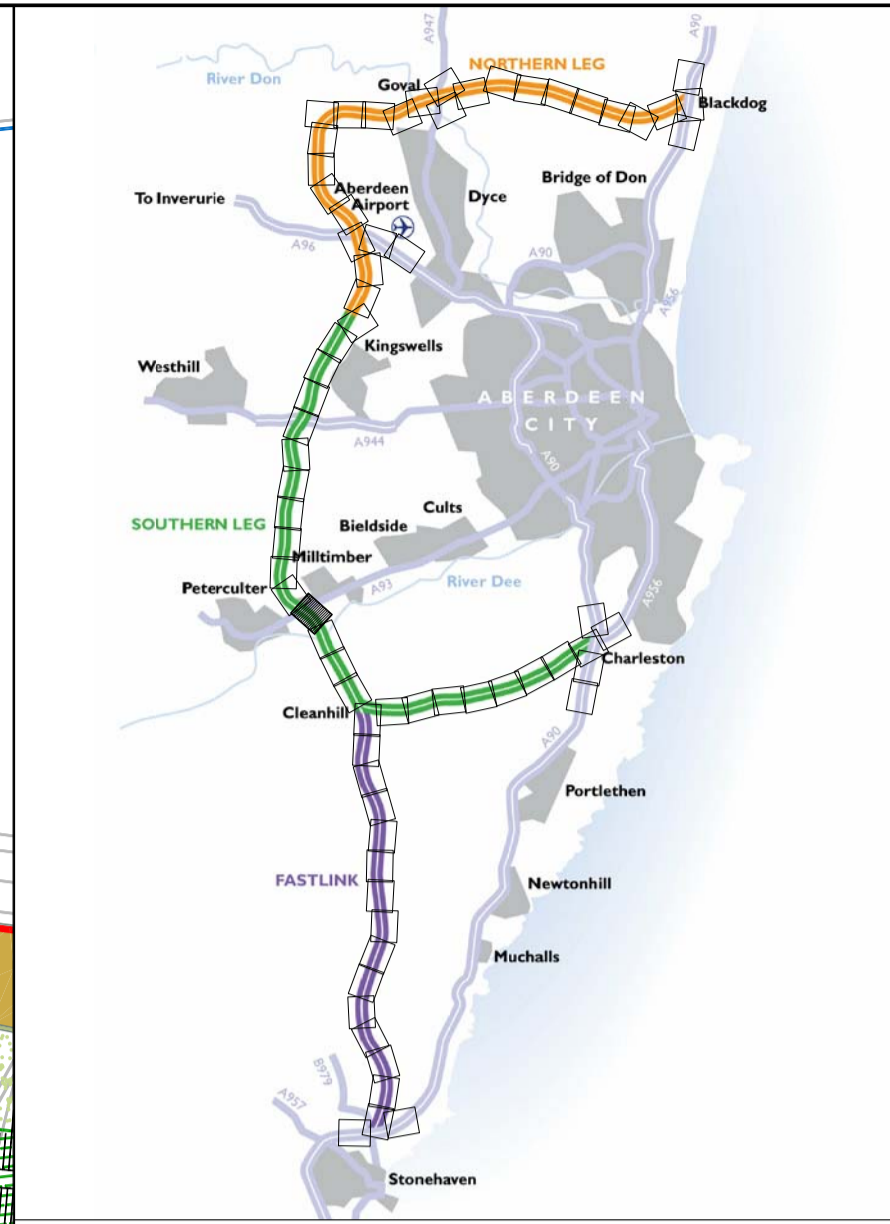 A947
A90
NORTHERN LEG
River Don
Goval
Blackdog
Bridge of Don
To Inverurie
Aberdeen
Airport
Dyce
A96
A90
A956
Kingswells
Westhill
ABERDEEN
CITY
A944
A90
Cults
SOUTHERN LEG
Bieldside
Milltimber
Peterculter
A93
River Dee
A956
Charleston
Cleanhill
A90
Portlethen
FASTLINK
Newtonhill
Muchalls
B979
A957
Stonehaven